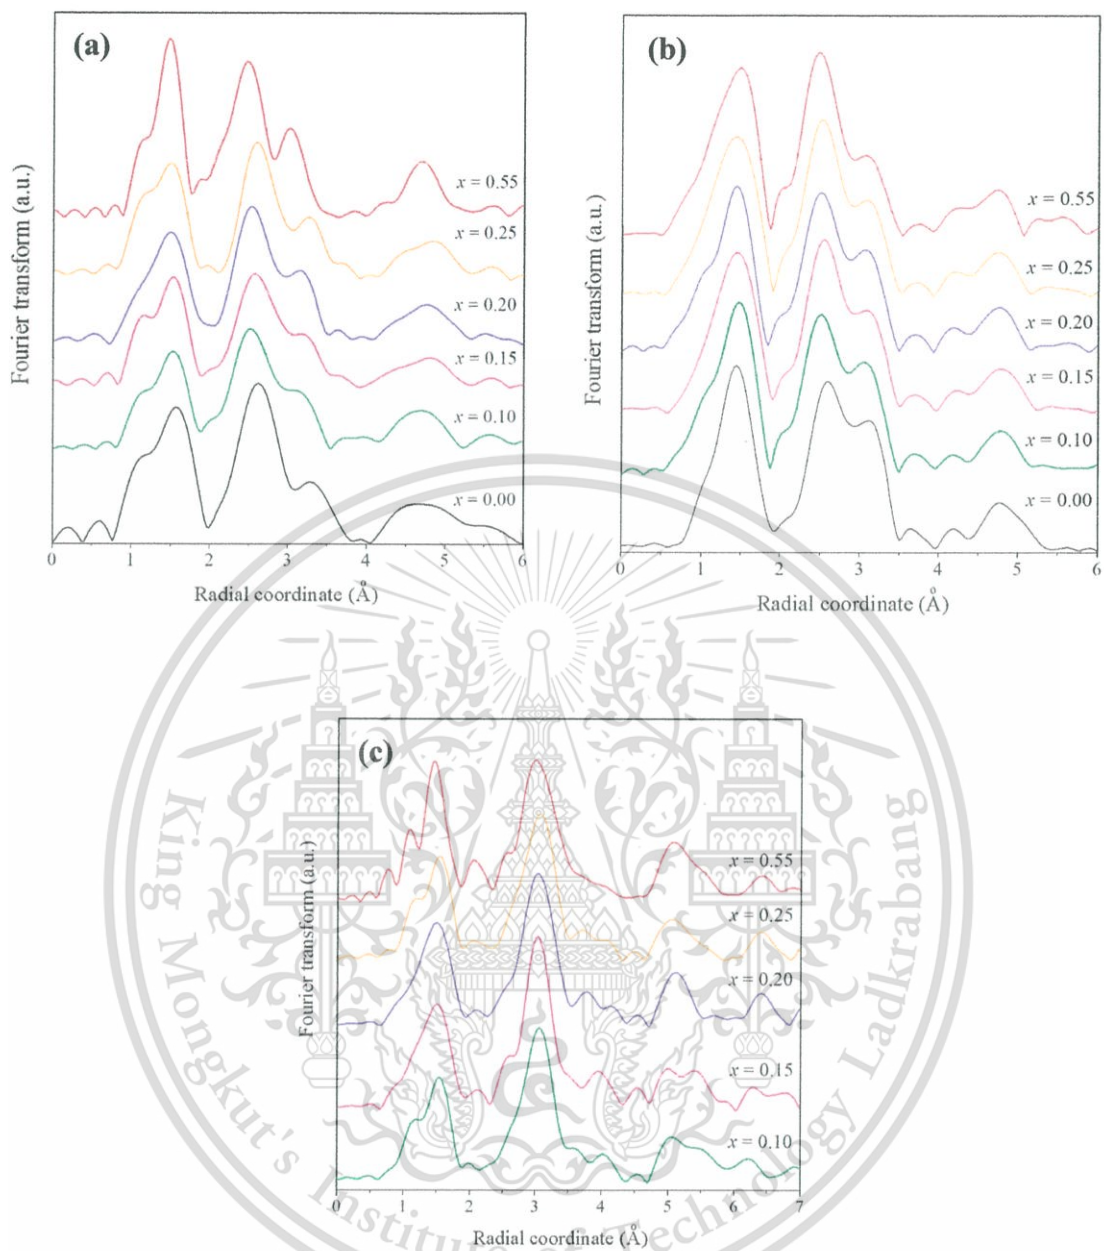 (a)
Fourier transform (a.u.)
x = 0.55
x = 0.25
x = 0.20
x = 0.15
x = 0.10
x = 0.00
0 1 2 3 4 5 6
Radial coordinate (Å)
(b)
Fourier transform (a.u.)
x = 0.55
x = 0.25
x = 0.20
x = 0.15
x = 0.10
x = 0.00
0 1 2 3 4 5 6
Radial coordinate (Å)
(c)
Fourier transform (a.u.)
x = 0.55
x = 0.25
x = 0.20
x = 0.15
x = 0.10
0 1 2 3 4 5 6 7
Radial coordinate (Å)
King Mongkut's Institute of Technology Ladkrabang